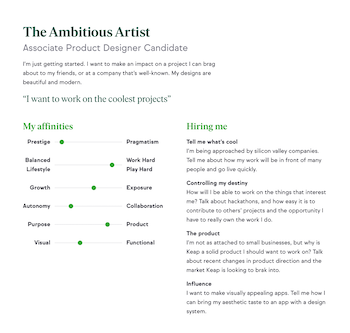 The Ambitious Artist
Associate Product Designer Candidate
I'm just getting started. I want to make an impact on a project I can brag
about to my friends, or at a company that's well-known. My designs are
beautiful and modern.
“I want to work on the coolest projects”
My affinities
Prestige Pragmatism
Balanced Work Hard
Lifestyle Play Hard
Growth Exposure
Autonomy Collaboration
Purpose Product
Visual Functional
Hiring me
Tell me what's cool
I'm being approached by silicon valley companies.
Tell me about how my work will be in front of many
people and go live quickly.
Controlling my destiny
How will I be able to work on the things that interest
me? Talk about hackathons, and how easy it is to
contribute to others' projects and the opportunity I
have to really own the work I do.
The product
I'm not as attached to small businesses, but why is
Keap a solid product I should want to work on? Talk
about recent changes in product direction and the
market Keap is looking to brak into.
Influence
I want to make visually appealing apps. Tell me how I
can bring my aesthetic taste to an app with a design
system.